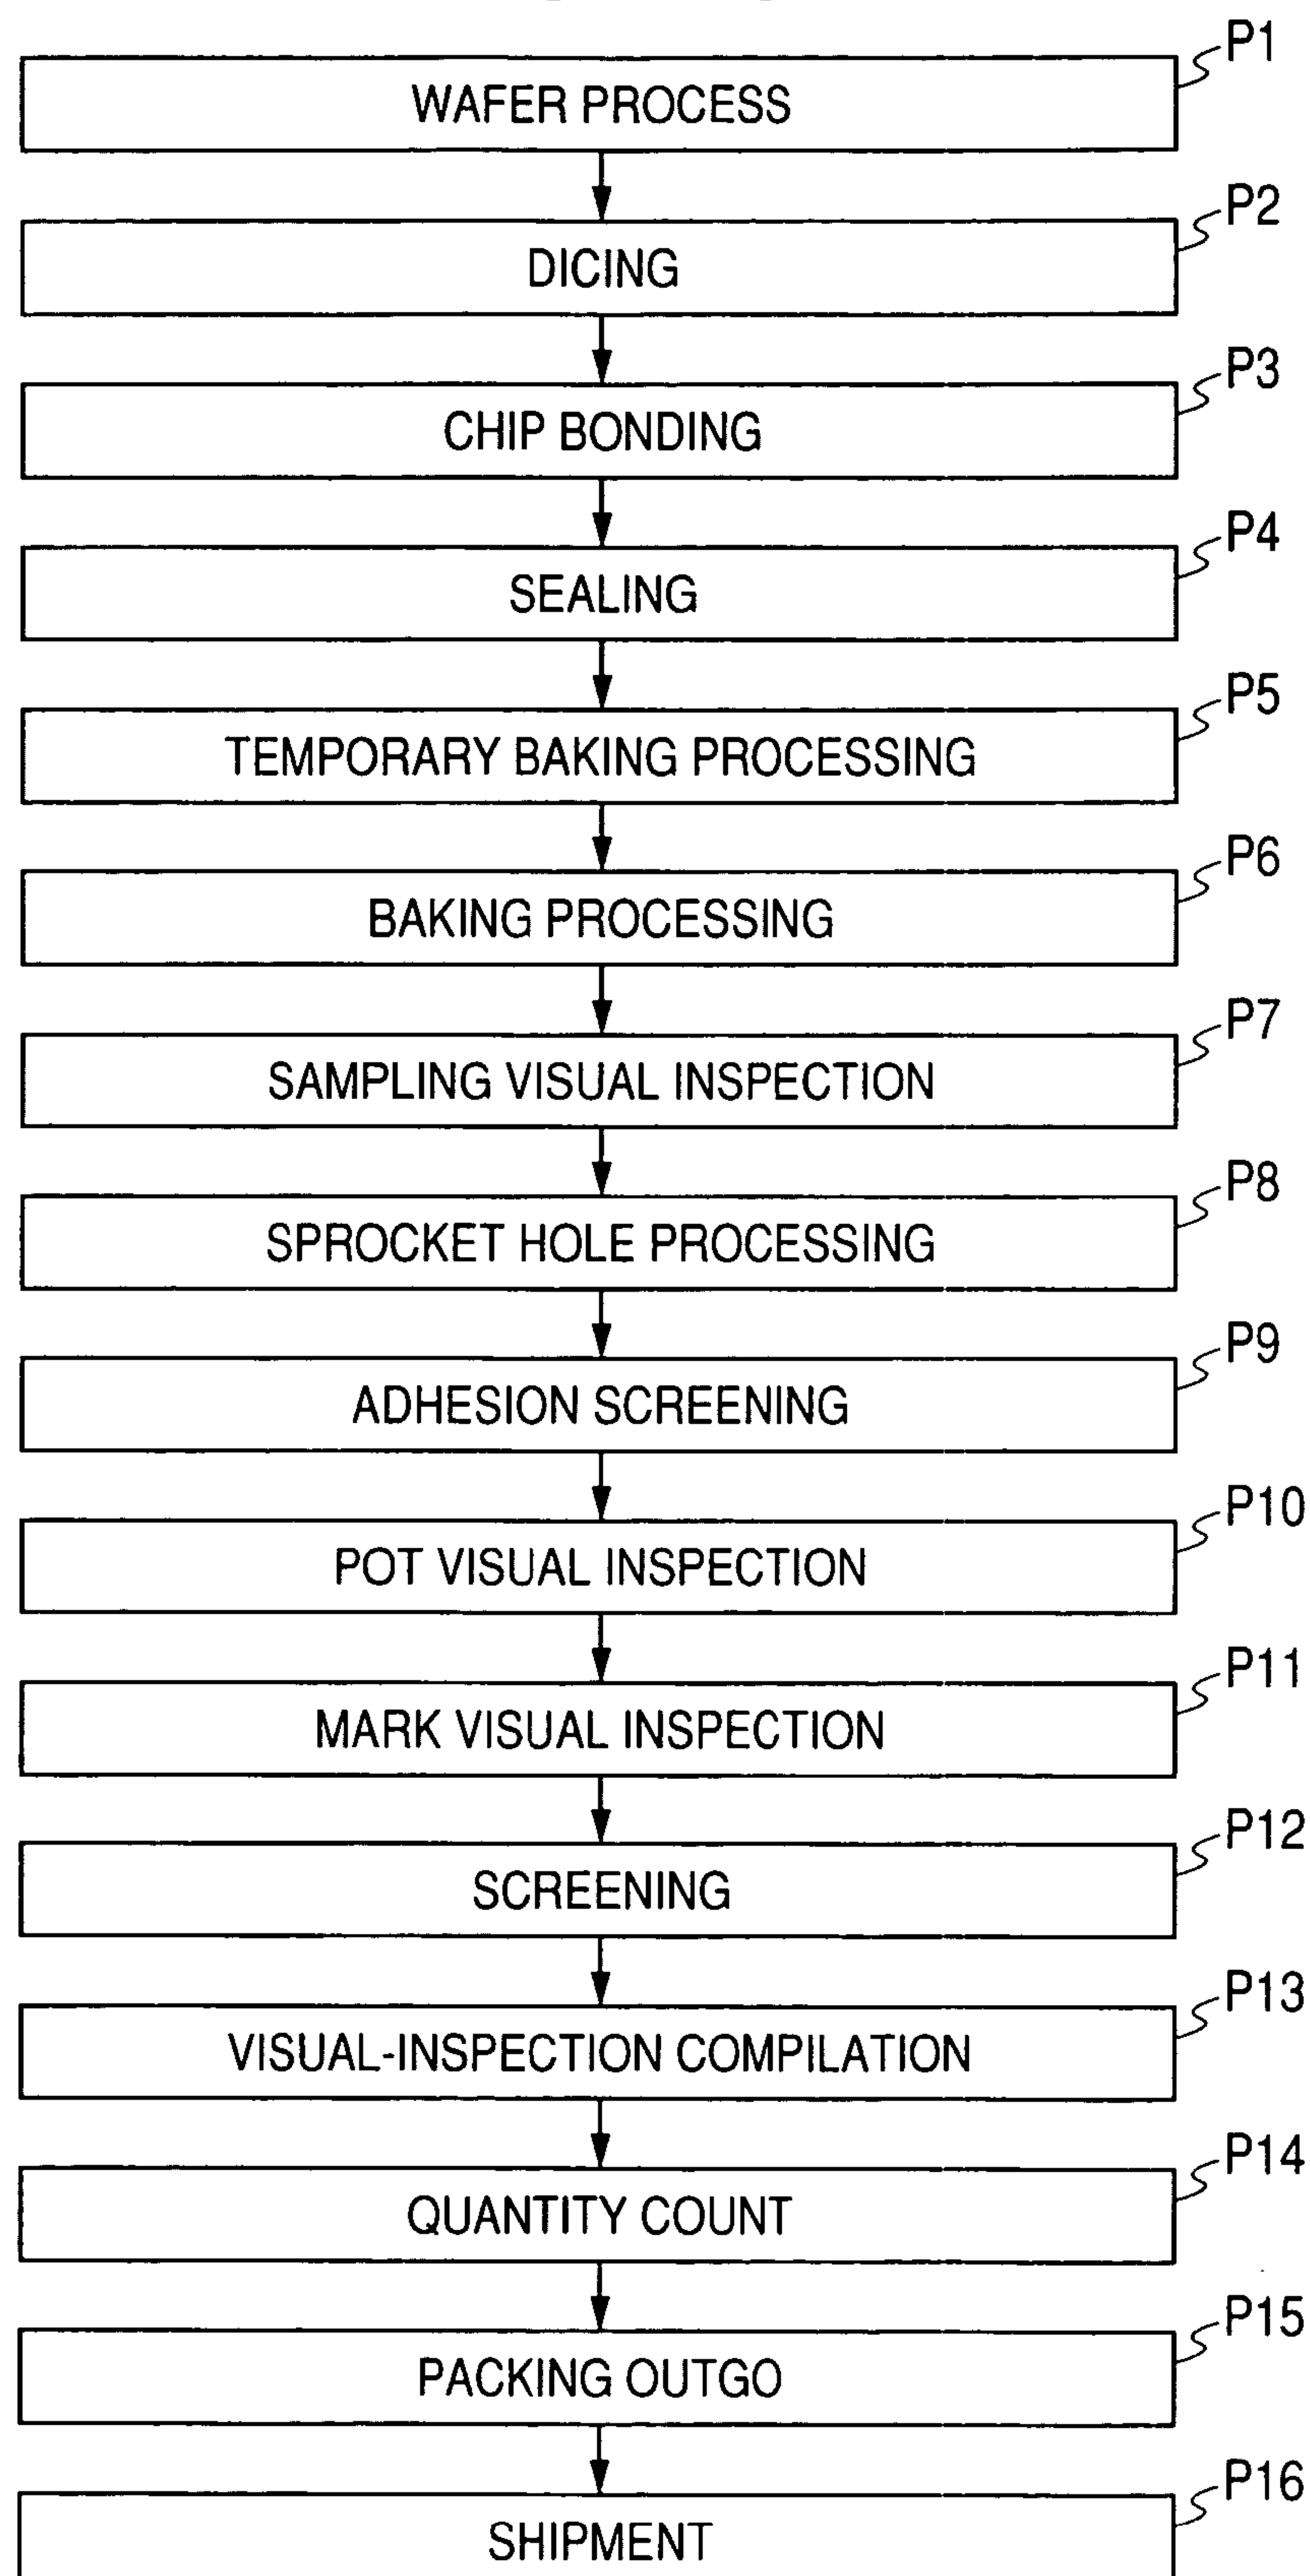 P1
WAFER PROCESS
P2
DICING
P3
CHIP BONDING
P4
SEALING
P5
TEMPORARY BAKING PROCESSING
P6
BAKING PROCESSING
P7
SAMPLING VISUAL INSPECTION
P8
SPROCKET HOLE PROCESSING
P9
ADHESION SCREENING
P10
POT VISUAL INSPECTION
P11
MARK VISUAL INSPECTION
P12
SCREENING
P13
VISUAL-INSPECTION COMPILATION
P14
QUANTITY COUNT
P15
PACKING OUTGO
P16
SHIPMENT